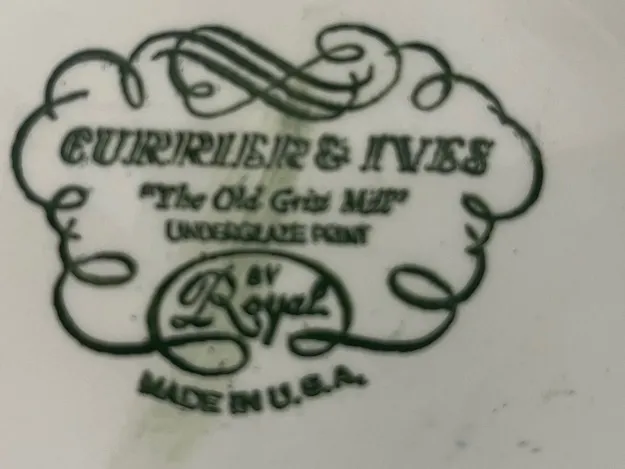 CURRIER & IVES
"The Old Grist Mill"
UNDERGLAZE PRINT
BY
Royal
MADE IN U.S.A.